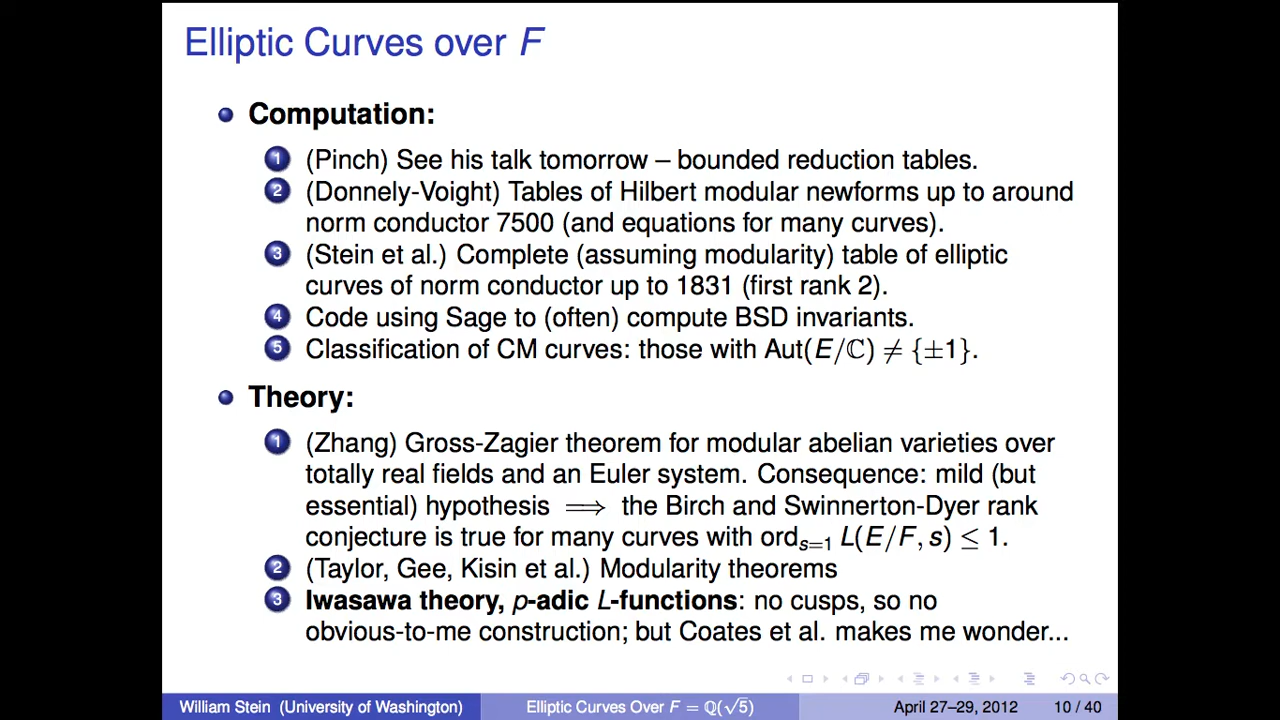 Elliptic Curves over F
Computation:
1 (Pinch) See his talk tomorrow – bounded reduction tables.
2 (Donnely-Voight) Tables of Hilbert modular newforms up to around
norm conductor 7500 (and equations for many curves).
3 (Stein et al.) Complete (assuming modularity) table of elliptic
curves of norm conductor up to 1831 (first rank 2).
4 Code using Sage to (often) compute BSD invariants.
5 Classification of CM curves: those with Aut(E/ℂ) ≠ {±1}.
Theory:
1 (Zhang) Gross-Zagier theorem for modular abelian varieties over
totally real fields and an Euler system. Consequence: mild (but
essential) hypothesis ⟹ the Birch and Swinnerton-Dyer rank
conjecture is true for many curves with ord_{s=1} L(E/F, s) ≤ 1.
2 (Taylor, Gee, Kisin et al.) Modularity theorems
3 Iwasawa theory, p-adic L-functions: no cusps, so no
obvious-to-me construction; but Coates et al. makes me wonder...
William Stein (University of Washington) Elliptic Curves Over F = ℚ(√5) April 27–29, 2012 10 / 40